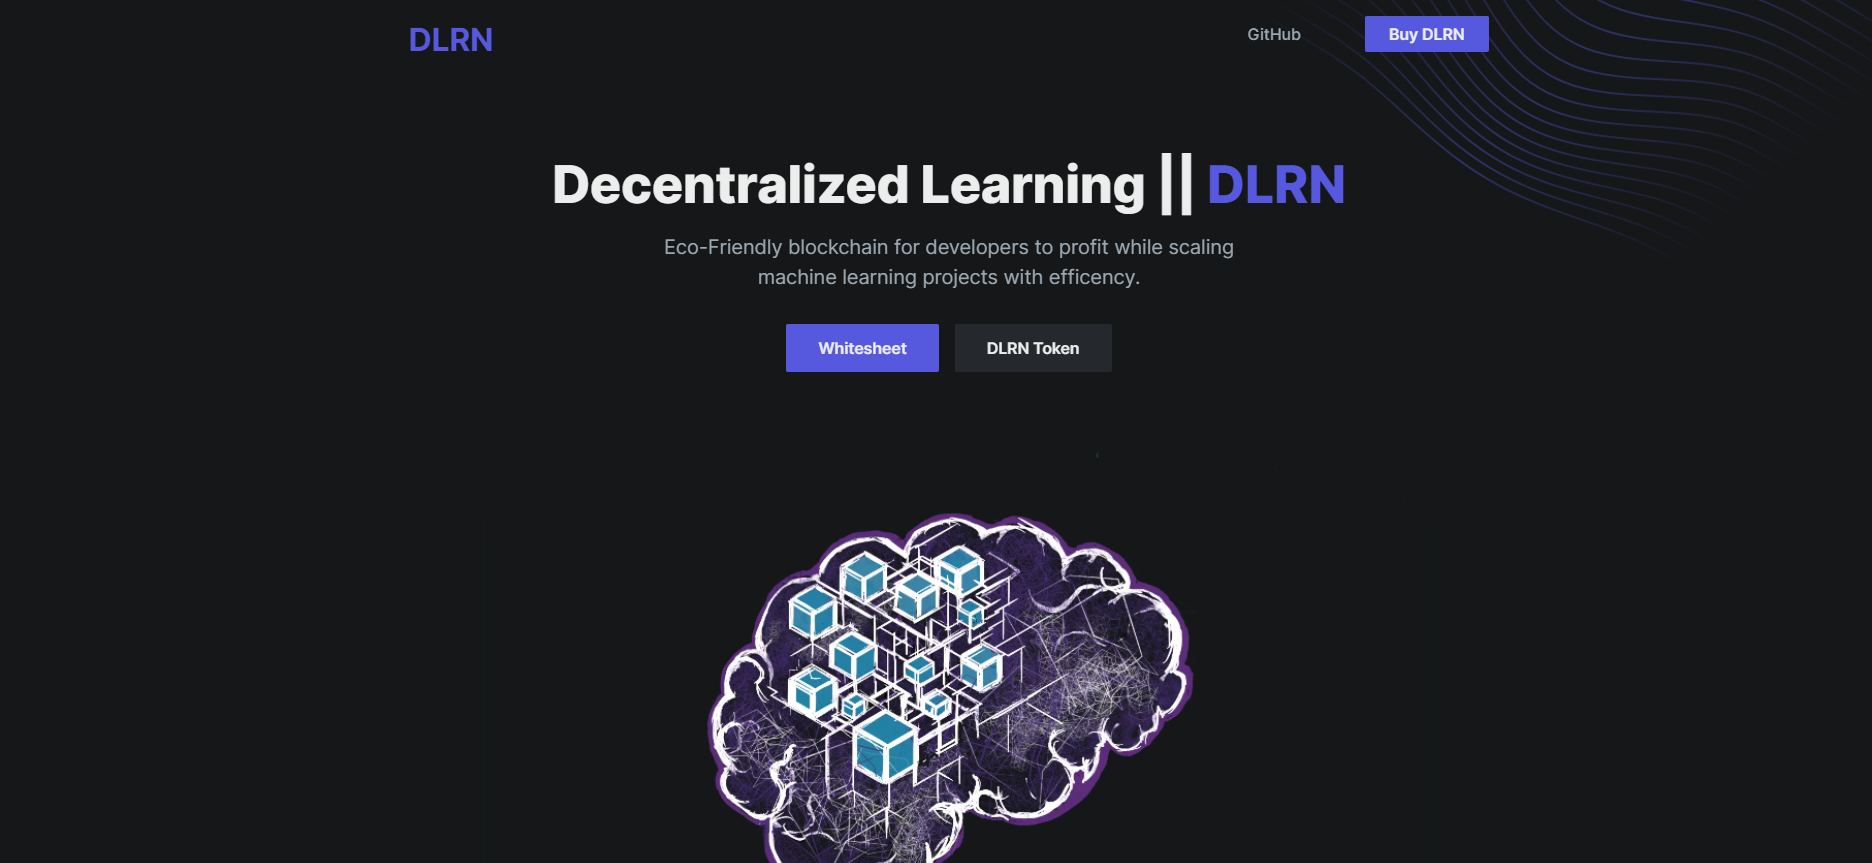 DLRN
GitHub
Buy DLRN
Decentralized Learning || DLRN
Eco-Friendly blockchain for developers to profit while scaling
machine learning projects with efficency.
Whitesheet
DLRN Token